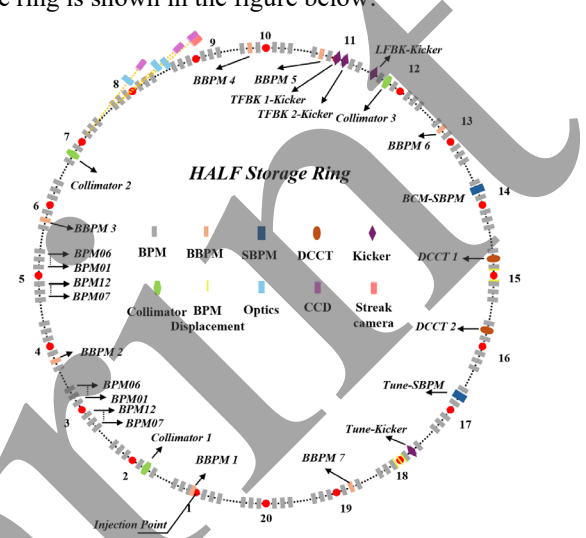 e ring is shown in the figure below.
9
10
11
8
BBPM 4
BBPM 5
LFBK-Kicker
12
TFBK 1-Kicker
TFBK 2-Kicker
Collimator 3
13
7
BBPM 6
Collimator 2
HALF Storage Ring
BCM-SBPM
14
6
BBPM 3
BPM
BBPM
SBPM
DCCT
Kicker
BPM06
BPM01
DCCT 1
5
15
BPM12
BPM07
Collimator
BPM
Displacement
Optics
CCD
Streak
camera
DCCT 2
4
BBPM 2
16
BPM06
BPM01
Tune-SBPM
3
BPM12
BPM07
17
Collimator 1
Tune-Kicker
2
BBPM 1
BBPM 7
18
1
19
Injection Point
20